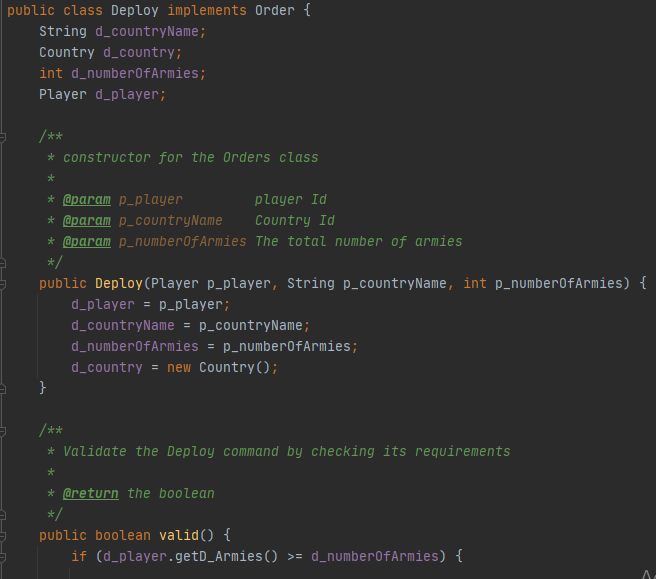 public class Deploy implements Order {
    String d_countryName;
    Country d_country;
    int d_numberOfArmies;
    Player d_player;

    /**
     * constructor for the Orders class
     *
     * @param p_player         player Id
     * @param p_countryName    Country Id
     * @param p_numberOfArmies The total number of armies
     */
    public Deploy(Player p_player, String p_countryName, int p_numberOfArmies) {
        d_player = p_player;
        d_countryName = p_countryName;
        d_numberOfArmies = p_numberOfArmies;
        d_country = new Country();
    }

    /**
     * Validate the Deploy command by checking its requirements
     *
     * @return the boolean
     */
    public boolean valid() {
        if (d_player.getD_Armies() >= d_numberOfArmies) {